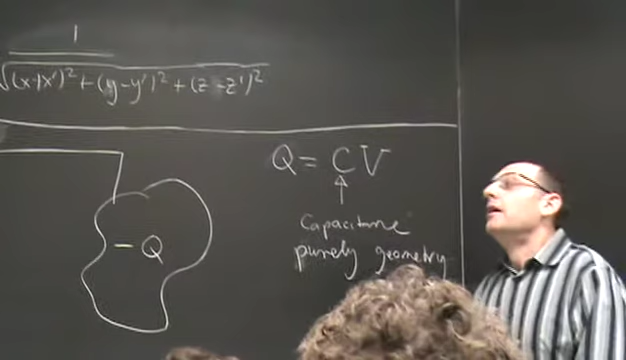 1
√(x-x')² + (y-y')² + (z-z')²
Q = CV
Capacitance
purely geometry
- Q